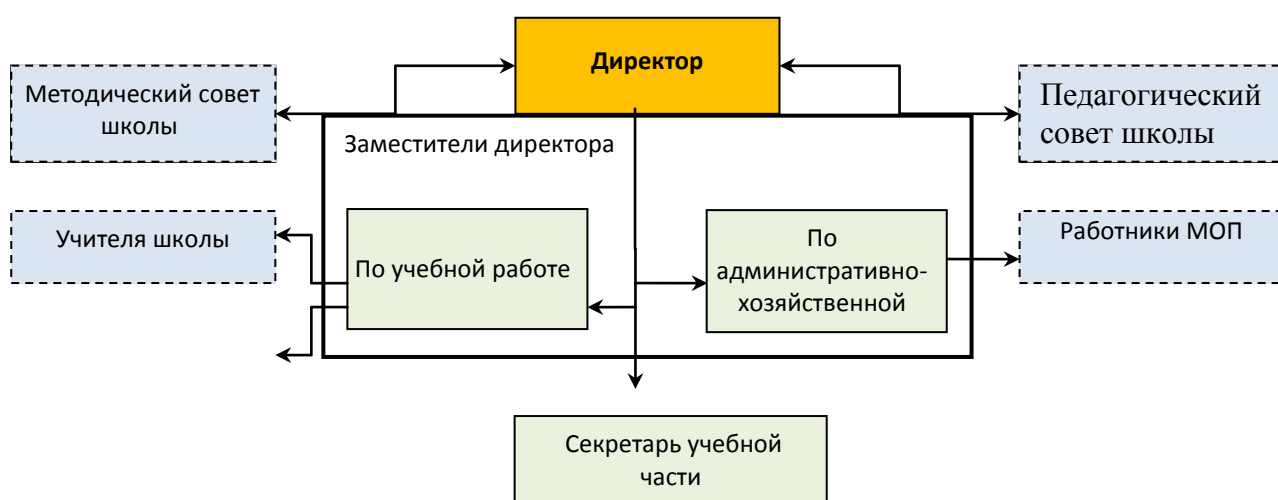 Директор
Методический совет
школы
Педагогический
совет школы
Заместители директора
Учителя школы
По учебной работе
По
административно-
хозяйственной
Работники МОП
Секретарь учебной
части